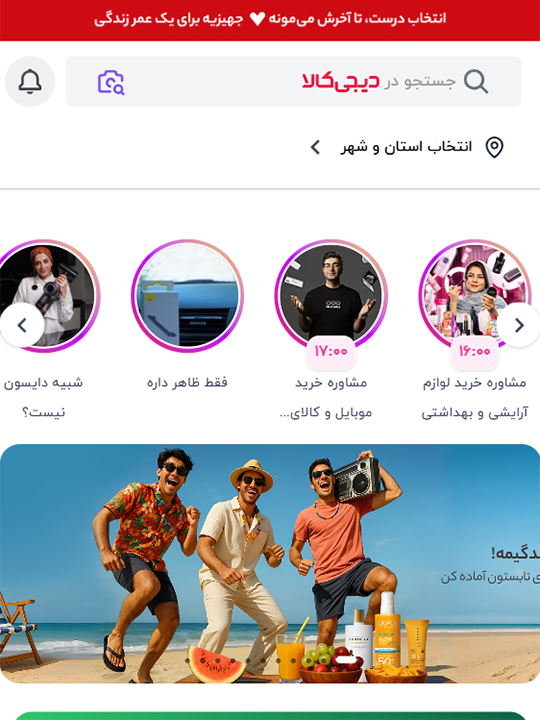 انتخاب درست، تا آخرش می‌مونه جهیزیه برای یک عمر زندگی
جستجو در دیجی‌کالا
انتخاب استان و شهر
۱۶:۰۰
مشاوره خرید لوازم
آرایشی و بهداشتی
۱۷:۰۰
مشاوره خرید
موبایل و کالای...
فقط ظاهر داره
شبیه دایسون
نیست؟
آماده کن
50